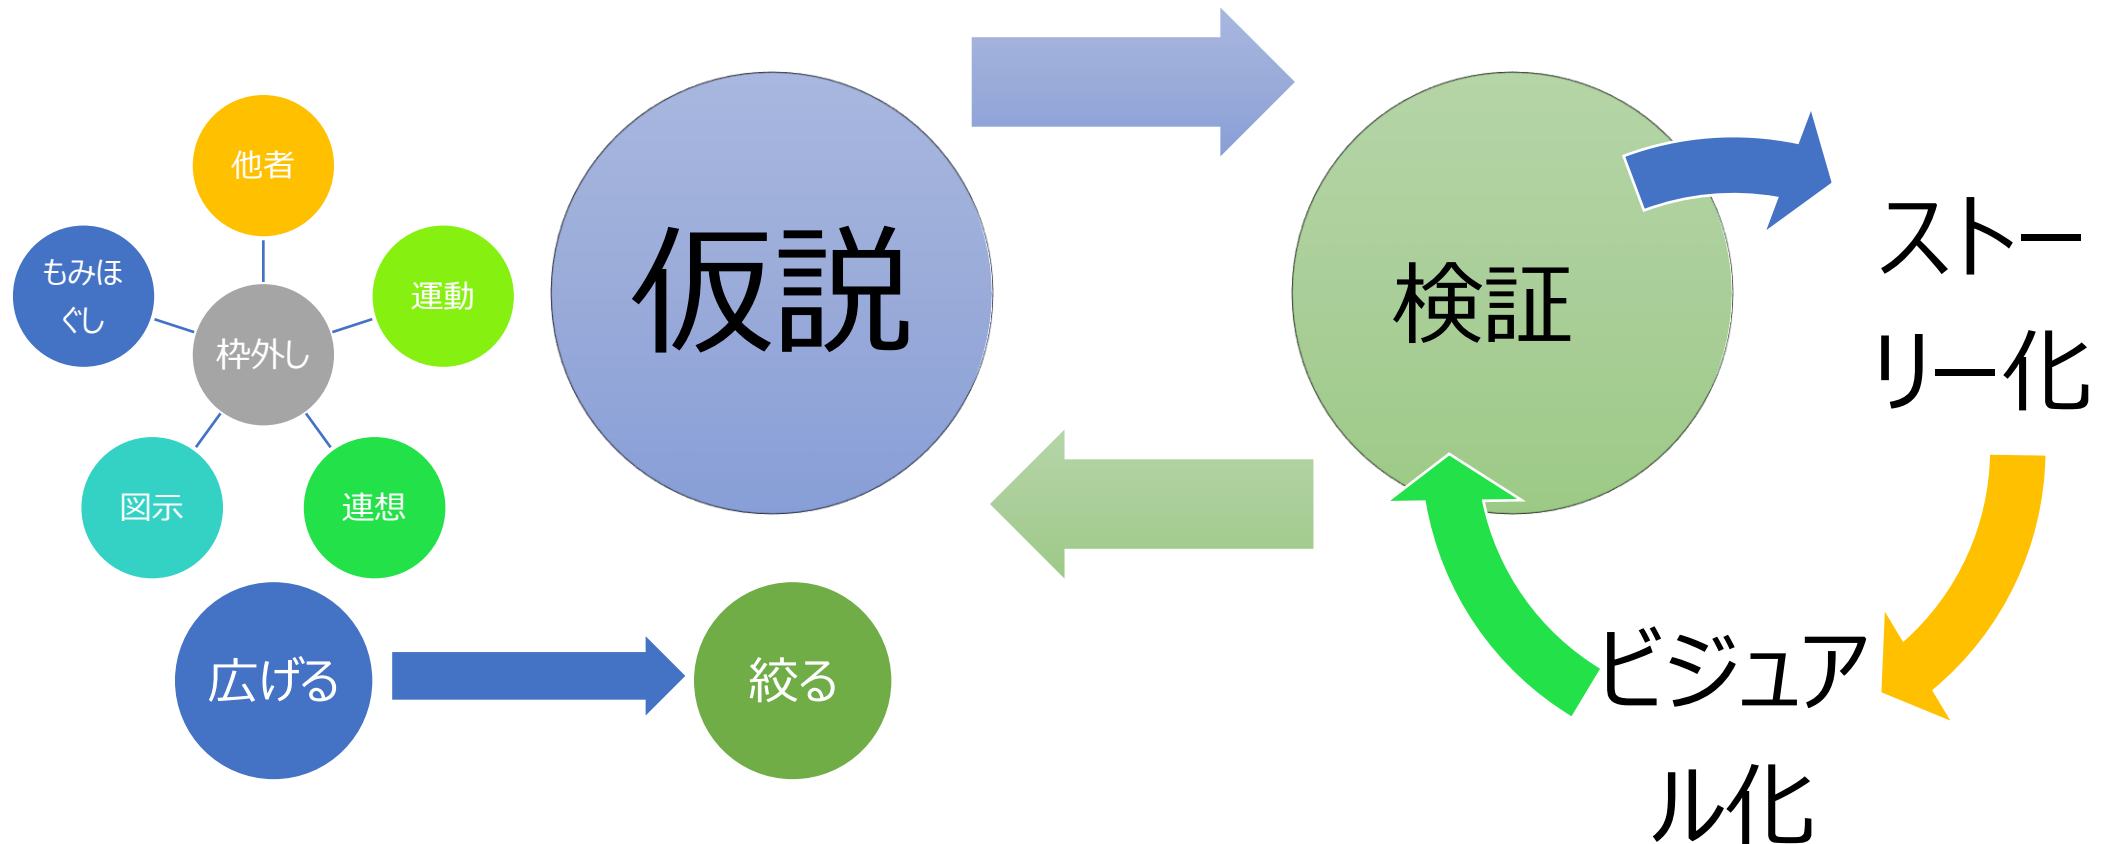 他者
もみほ
ぐし
運動
枠外し
図示
連想
広げる
絞る
仮説
検証
ストー
リー化
ビジュア
ル化